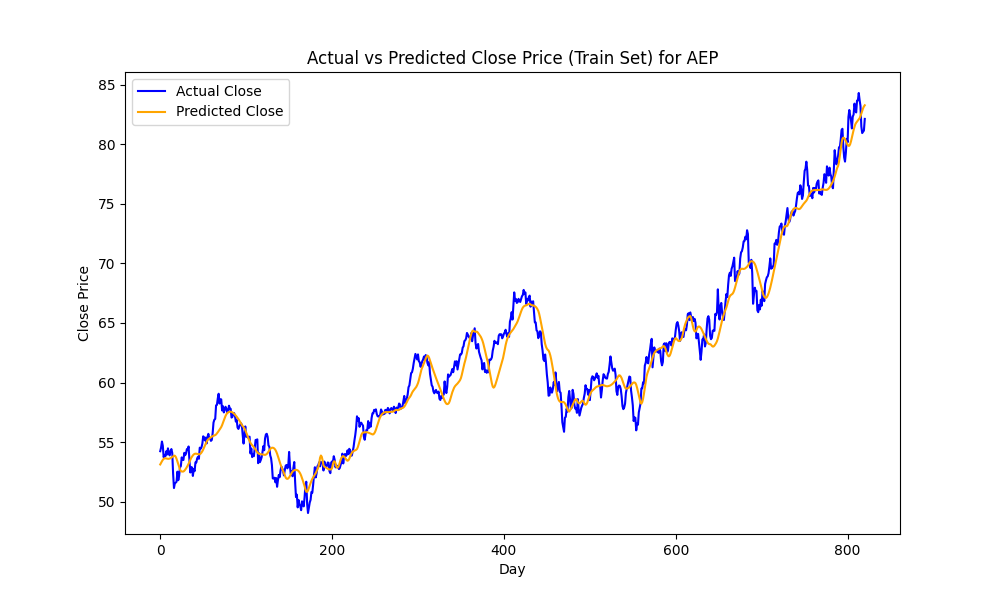 Actual vs Predicted Close Price (Train Set) for AEP
Actual Close
Predicted Close
85
80
75
70
65
60
55
50
Close Price
0
200
400
600
800
Day